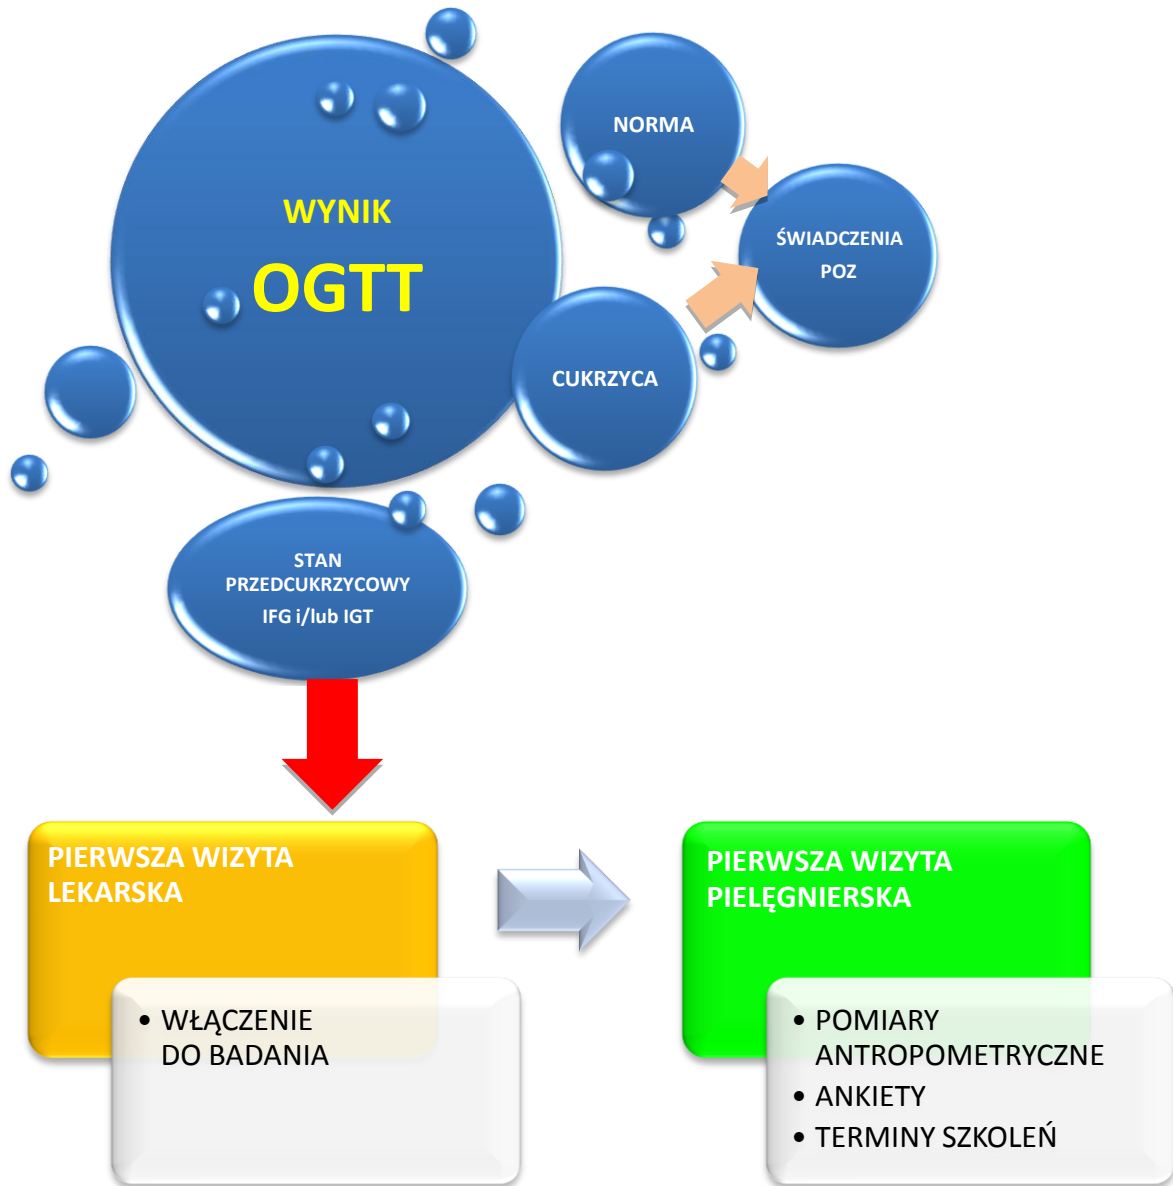 WYNIK
OGTT
NORMA
ŚWIADCZENIA
POZ
CUKRZYCA
STAN
PRZEDCUKRZYCOWY
IFG i/lub IGT
PIERWSZA WIZYTA
LEKARSKA
• WŁĄCZENIE
DO BADANIA
PIERWSZA WIZYTA
PIELĘGNIERSKA
• POMIARY
ANTROPOMETRYCZNE
• ANKIETY
• TERMINY SZKOLEŃ